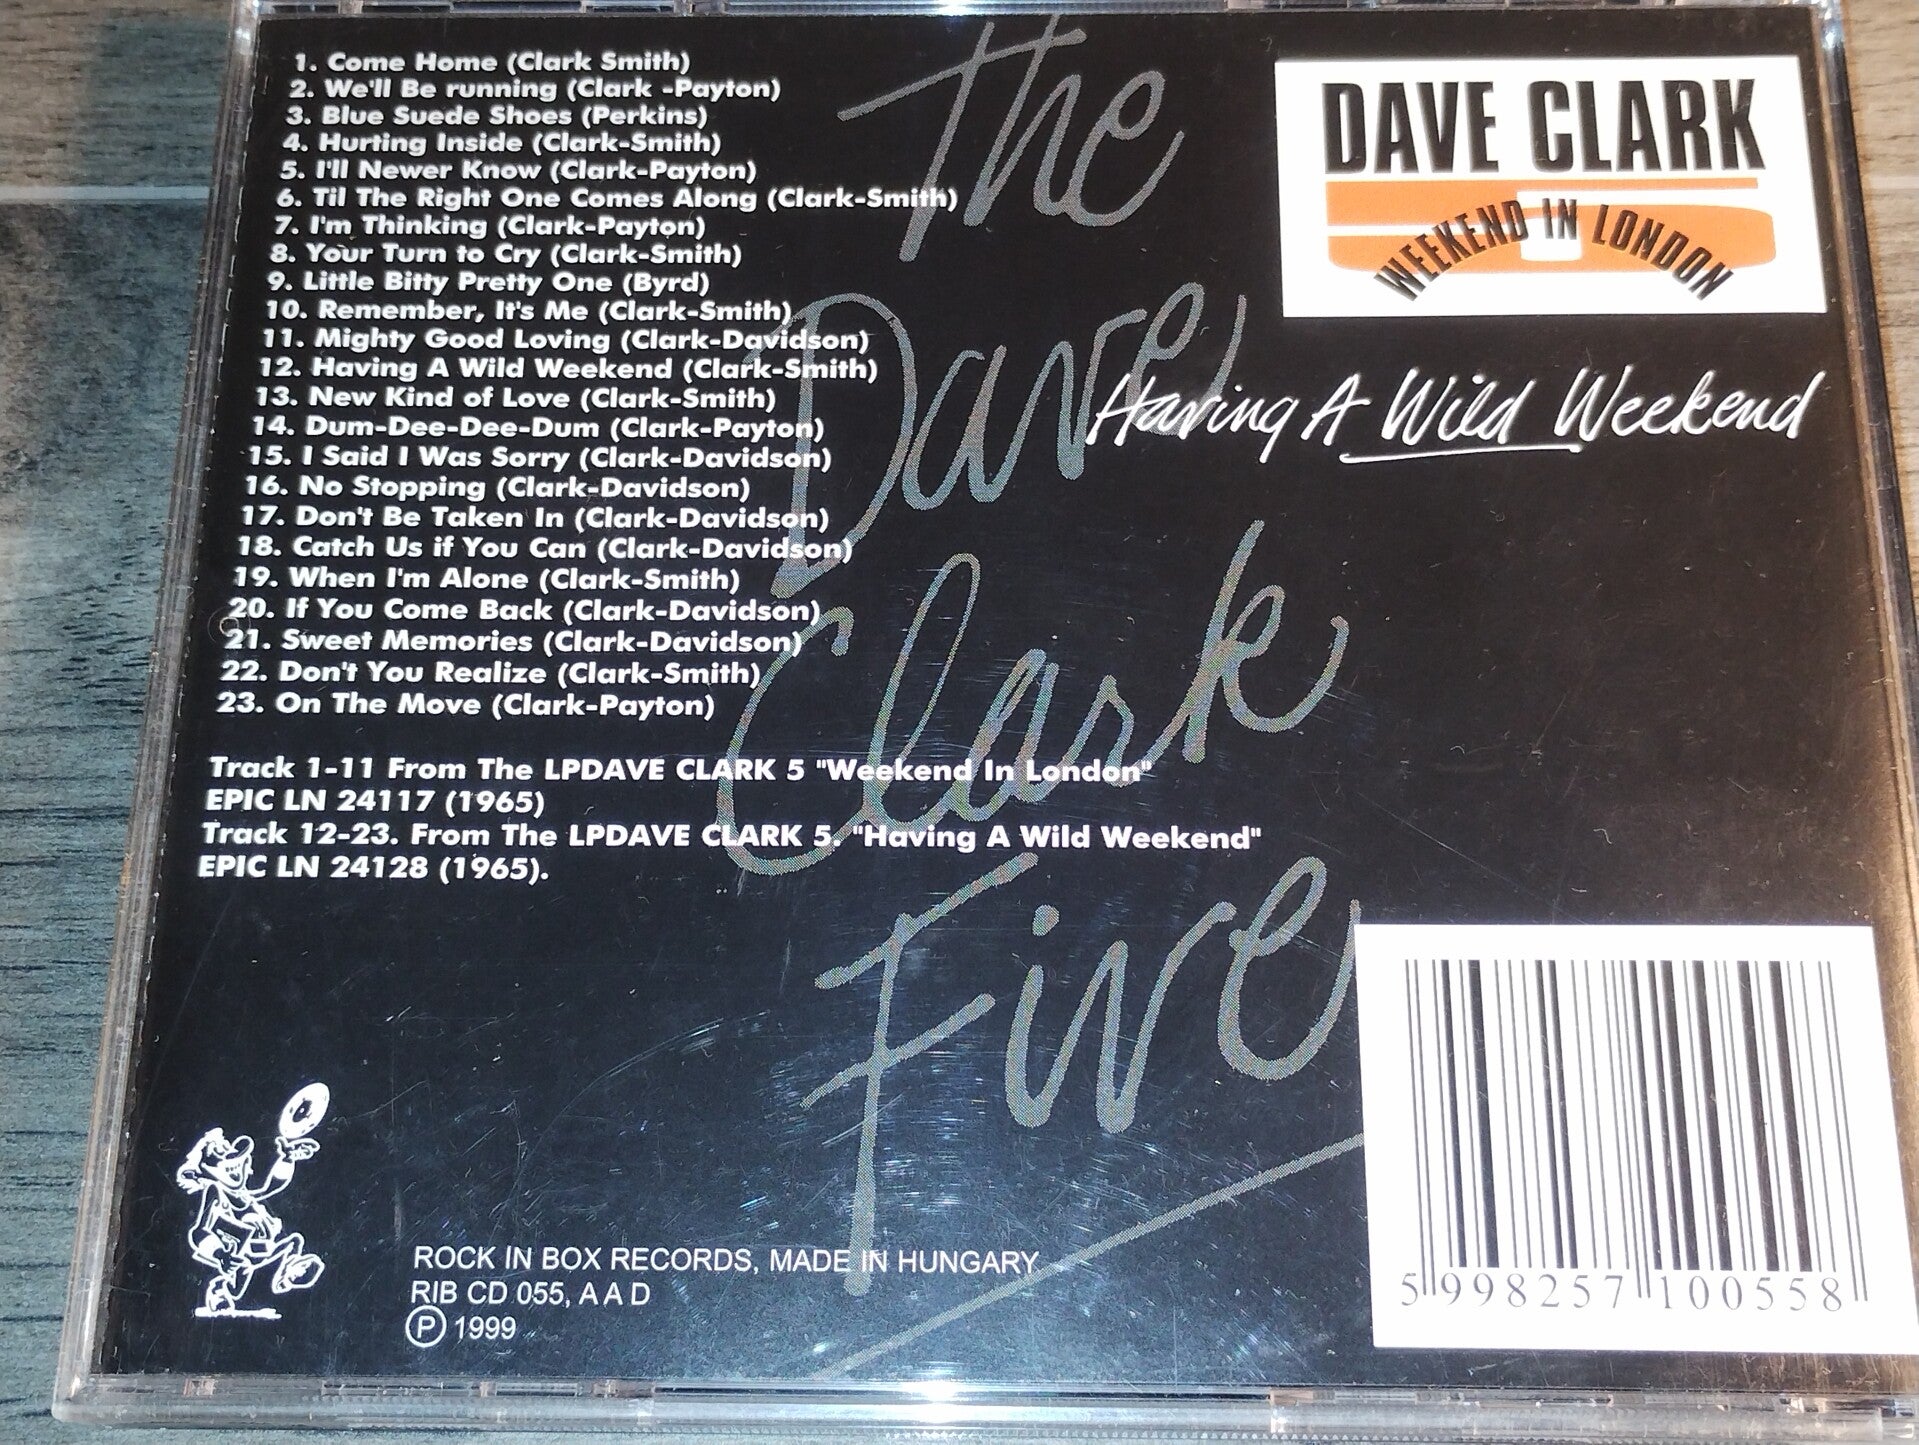 1. Come Home (Clark Smith)
2. We'll Be running (Clark -Payton)
3. Blue Suede Shoes (Perkins)
4. Hurting Inside (Clark-Smith)
5. I'll Newer Know (Clark-Payton)
6. Til The Right One Comes Along (Clark-Smith)
7. I'm Thinking (Clark-Payton)
8. Your Turn to Cry (Clark-Smith)
9. Little Bitty Pretty One (Byrd)
10. Remember, It's Me (Clark-Smith)
11. Mighty Good Loving (Clark-Davidson)
12. Having A Wild Weekend (Clark-Smith)
13. New Kind of Love (Clark-Smith)
14. Dum-Dee-Dee-Dum (Clark-Payton)
15. I Said I Was Sorry (Clark-Davidson)
16. No Stopping (Clark-Davidson)
17. Don't Be Taken In (Clark-Davidson)
18. Catch Us if You Can (Clark-Davidson)
19. When I'm Alone (Clark-Smith)
20. If You Come Back (Clark-Davidson)
21. Sweet Memories (Clark-Davidson)
22. Don't You Realize (Clark-Smith)
23. On The Move (Clark-Payton)
Track 1-11 From The LPDAVE CLARK 5 "Weekend In London"
EPIC LN 24117 (1965)
Track 12-23. From The LPDAVE CLARK 5. "Having A Wild Weekend"
EPIC LN 24128 (1965).
The
Dave
Clark
Five
DAVE CLARK
WEEKEND IN LONDON
Having A Wild Weekend
ROCK IN BOX RECORDS, MADE IN HUNGARY
RIB CD 055, A A D
Ⓟ 1999
5 998257 100558